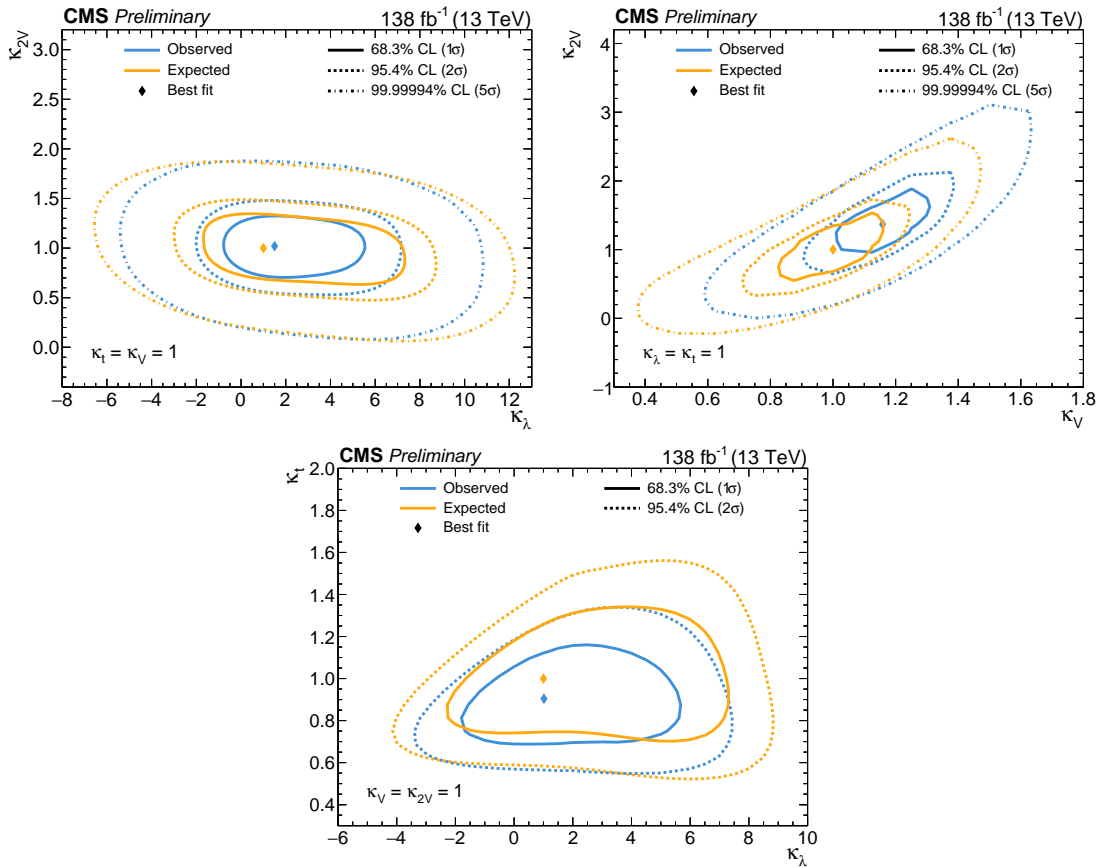 CMS Preliminary 138 fb⁻¹ (13 TeV)
κ2V
3.0
2.5
2.0
1.5
1.0
0.5
0.0
Observed
Expected
Best fit
68.3% CL (1σ)
95.4% CL (2σ)
99.99994% CL (5σ)
κt = κV = 1
−8 −6 −4 −2 0 2 4 6 8 10 12
κλ
CMS Preliminary 138 fb⁻¹ (13 TeV)
κ2V
4
3
2
1
0
−1
Observed
Expected
Best fit
68.3% CL (1σ)
95.4% CL (2σ)
99.99994% CL (5σ)
κλ = κt = 1
0.4 0.6 0.8 1.0 1.2 1.4 1.6 1.8
κV
CMS Preliminary 138 fb⁻¹ (13 TeV)
κt
2.0
1.8
1.6
1.4
1.2
1.0
0.8
0.6
0.4
Observed
Expected
Best fit
68.3% CL (1σ)
95.4% CL (2σ)
κV = κ2V = 1
−6 −4 −2 0 2 4 6 8 10
κλ